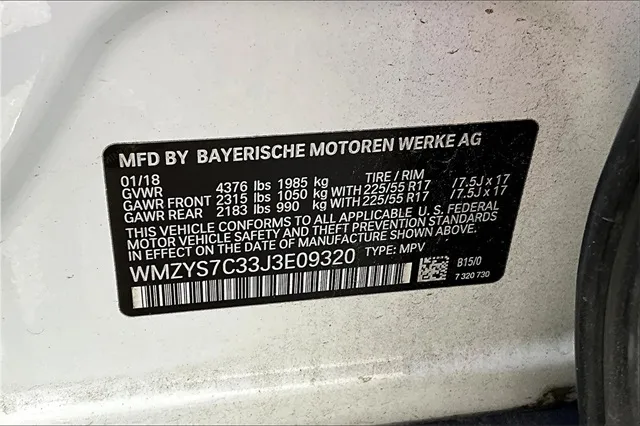 MFD BY BAYERISCHE MOTOREN WERKE AG
01/18 TIRE / RIM
GVWR 4376 lbs 1985 kg
GAWR FRONT 2315 lbs 1050 kg WITH 225/55 R17 /7.5J x 17
GAWR REAR 2183 lbs 990 kg WITH 225/55 R17 /7.5J x 17
THIS VEHICLE CONFORMS TO ALL APPLICABLE U.S. FEDERAL
MOTOR VEHICLE SAFETY AND THEFT PREVENTION STANDARDS
IN EFFECT ON THE DATE OF MANUFACTURE SHOWN ABOVE.
WMZYS7C33J3E09320 TYPE: MPV
B15/0
7 320 730